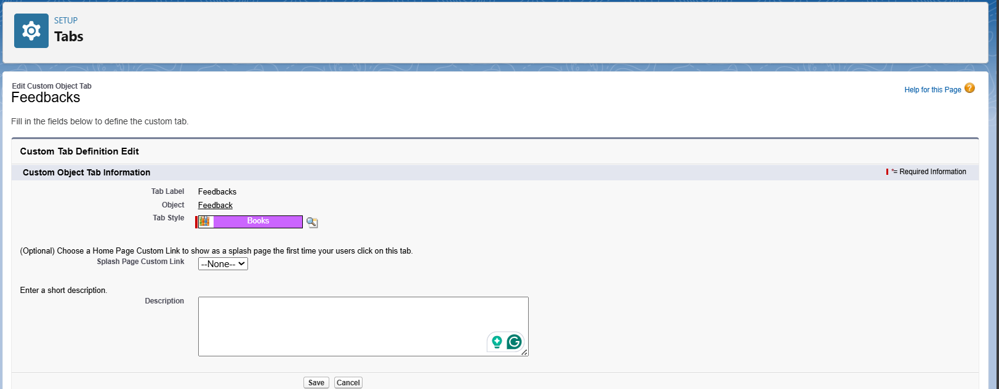 SETUP
Tabs
Edit Custom Object Tab
Feedbacks
Help for this Page ?
Fill in the fields below to define the custom tab.
Custom Tab Definition Edit
Custom Object Tab Information
*= Required Information
Tab Label Feedbacks
Object Feedback
Tab Style Books
(Optional) Choose a Home Page Custom Link to show as a splash page the first time your users click on this tab.
Splash Page Custom Link --None--
Enter a short description.
Description
G
Save Cancel